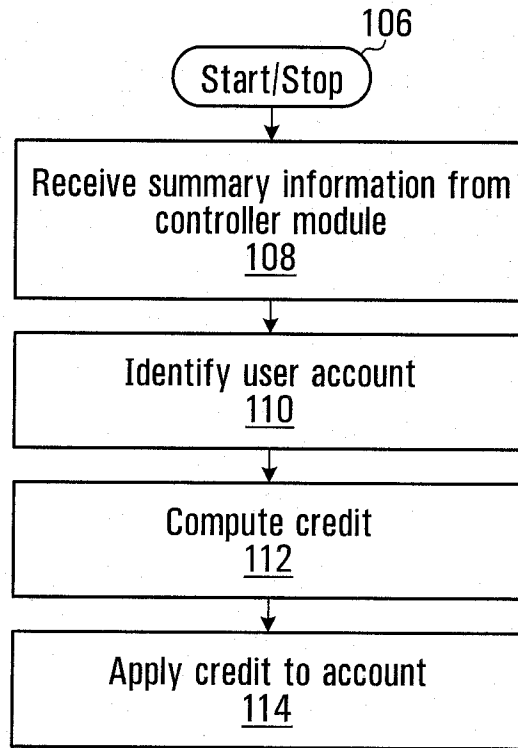 106
Start/Stop
Receive summary information from
controller module
108
Identify user account
110
Compute credit
112
Apply credit to account
114